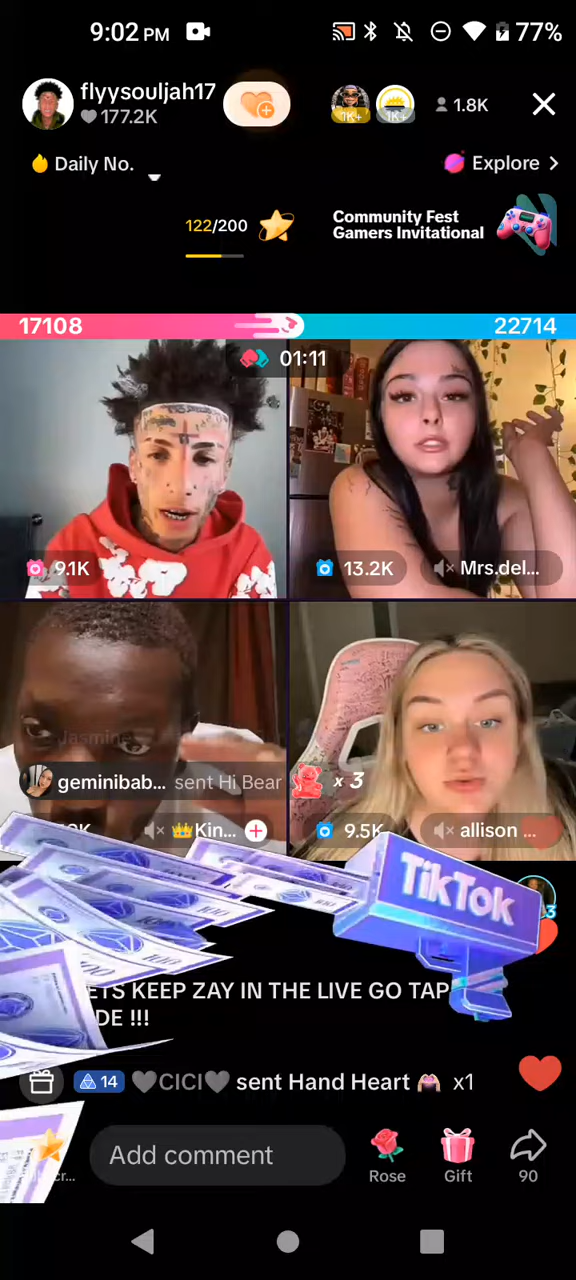 9:02 PM
77%
flyysouljah17
177.2K
1K+
1K+
1.8K
Daily No.
Explore
122/200
Community Fest
Gamers Invitational
17108
22714
01:11
9.1K
13.2K
Mrs.del...
Jasmine
geminibab... sent Hi Bear
x 3
Kin...
9.5K
allison ...
TikTok
ETS KEEP ZAY IN THE LIVE GO TAP
DE !!!
14 🖤CICI🖤 sent Hand Heart x1
Add comment
Rose
Gift
90